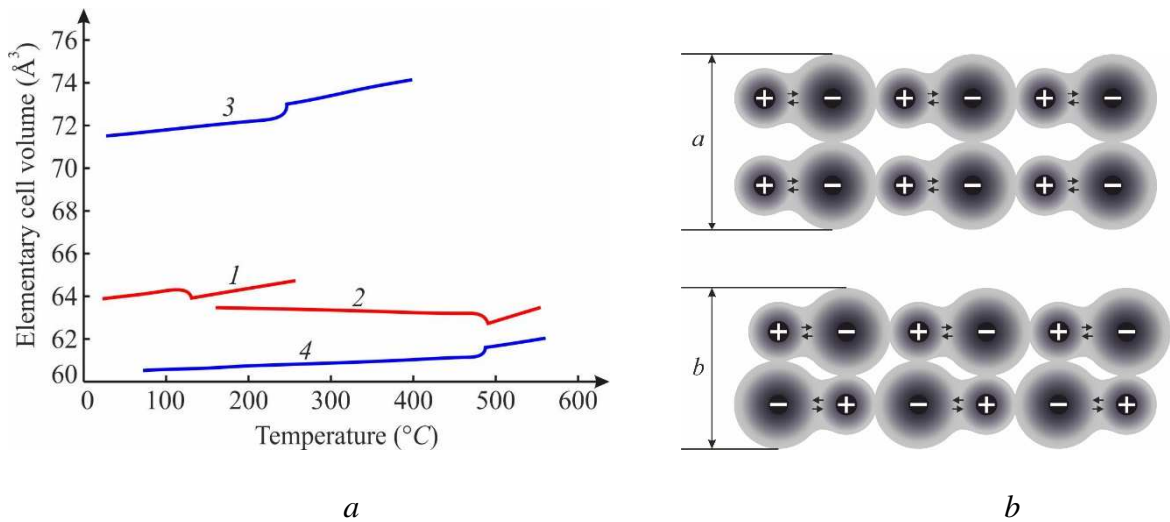 Elementary cell volume (Å³)
76
74
72
70
68
66
64
62
60
3
1
2
4
0
100
200
300
400
500
600
Temperature (°C)
a
+ − + − + −
+ − + − + −
b
+ − + − + −
− + − + − +
a
b